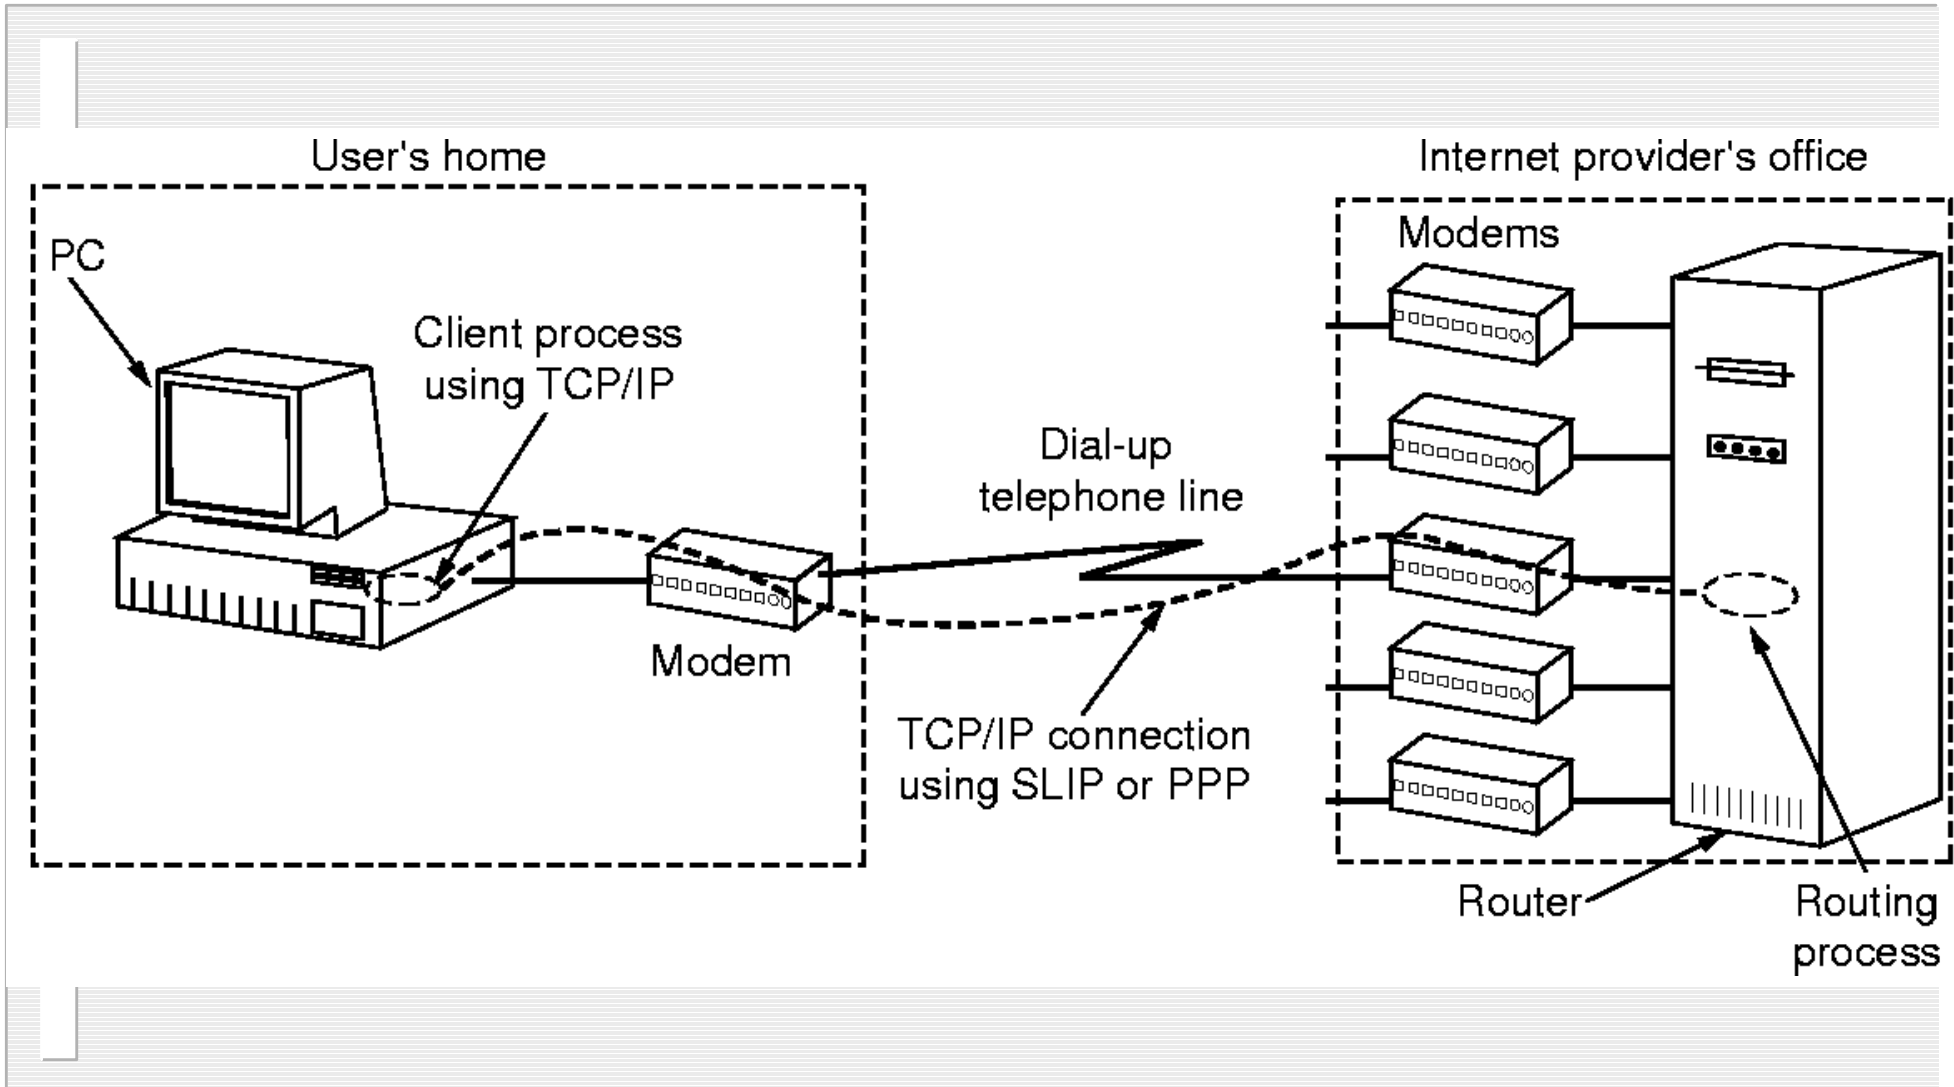 User's home
Internet provider's office
PC
Modems
Client process
using TCP/IP
Dial-up
telephone line
Modem
TCP/IP connection
using SLIP or PPP
Router
Routing
process